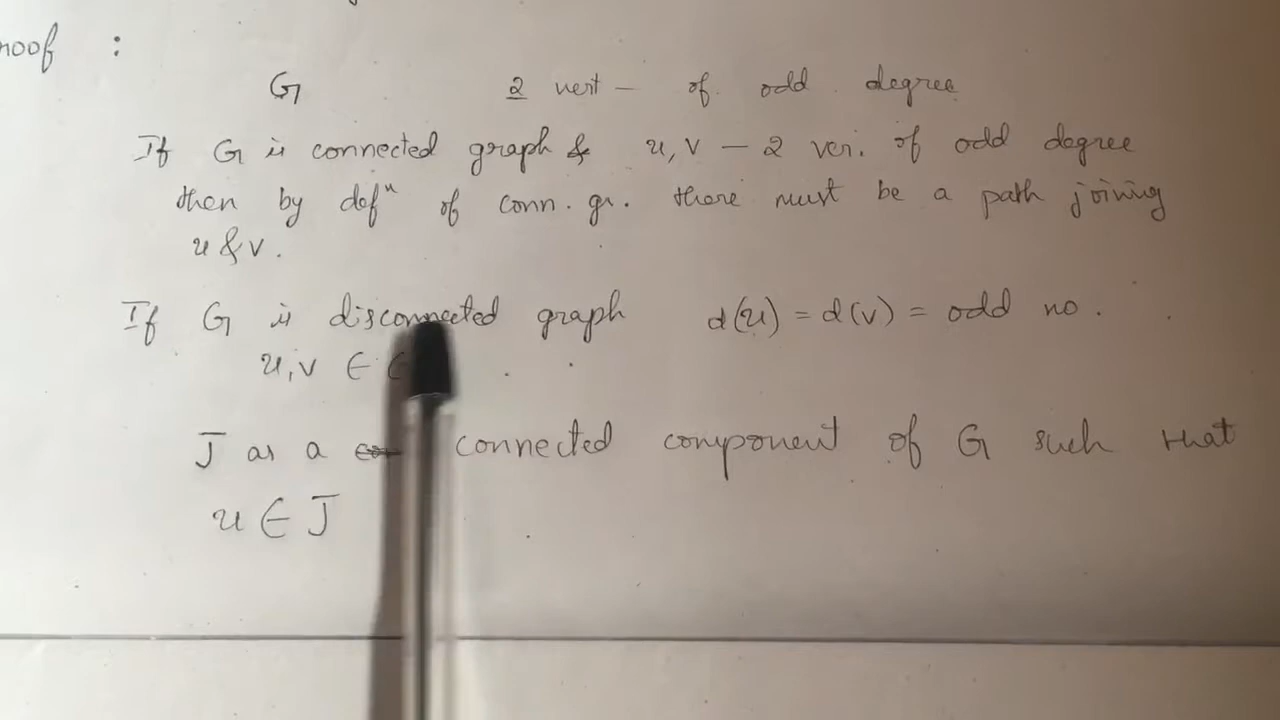 :
G 2 vert - of odd degree
If G is connected graph & u, v - 2 ver. of odd degree
then by defn of conn. gr. there must be a path joining
u & v.
If G is disconnected graph d(u) = d(v) = odd no.
u, v ∈
J as a connected component of G such that
u ∈ J